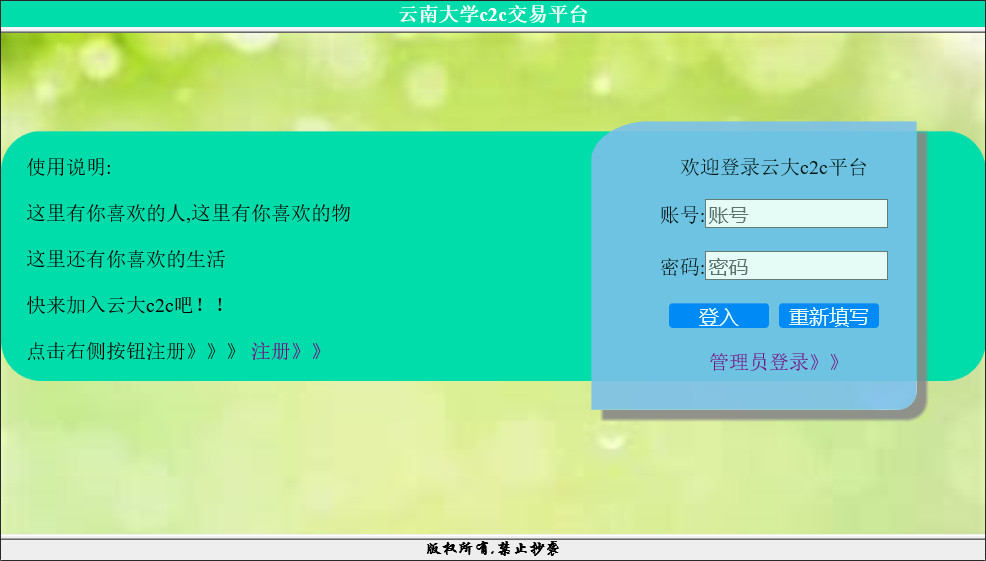 云南大学c2c交易平台
使用说明:
这里有你喜欢的人,这里有你喜欢的物
这里还有你喜欢的生活
快来加入云大c2c吧！！
点击右侧按钮注册》》》 注册》》
欢迎登录云大c2c平台
账号:账号
密码:密码
登入 重新填写
管理员登录》》
版权所有,禁止抄袭